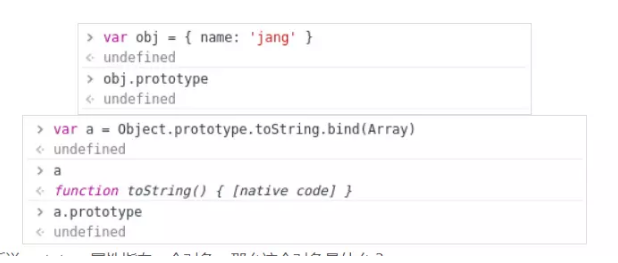 > var obj = { name: 'jang' }
<· undefined
> obj.prototype
<· undefined
> var a = Object.prototype.toString.bind(Array)
<· undefined
> a
<· function toString() { [native code] }
> a.prototype
<· undefined